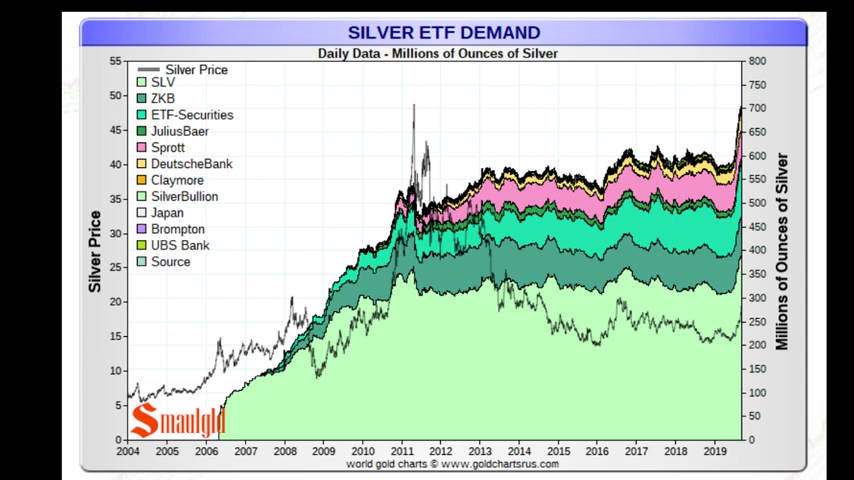 SILVER ETF DEMAND
Daily Data - Millions of Ounces of Silver
55
50
45
40
35
30
25
20
15
10
5
0
Silver Price
Silver Price
SLV
ZKB
ETF-Securities
JuliusBaer
Sprott
DeutscheBank
Claymore
SilverBullion
Japan
Brompton
UBS Bank
Source
800
750
700
650
600
550
500
450
400
350
300
250
200
150
100
50
0
Millions of Ounces of Silver
Smaulgld
2004 2005 2006 2007 2008 2009 2010 2011 2012 2013 2014 2015 2016 2017 2018 2019
world gold charts © www.goldchartsrus.com